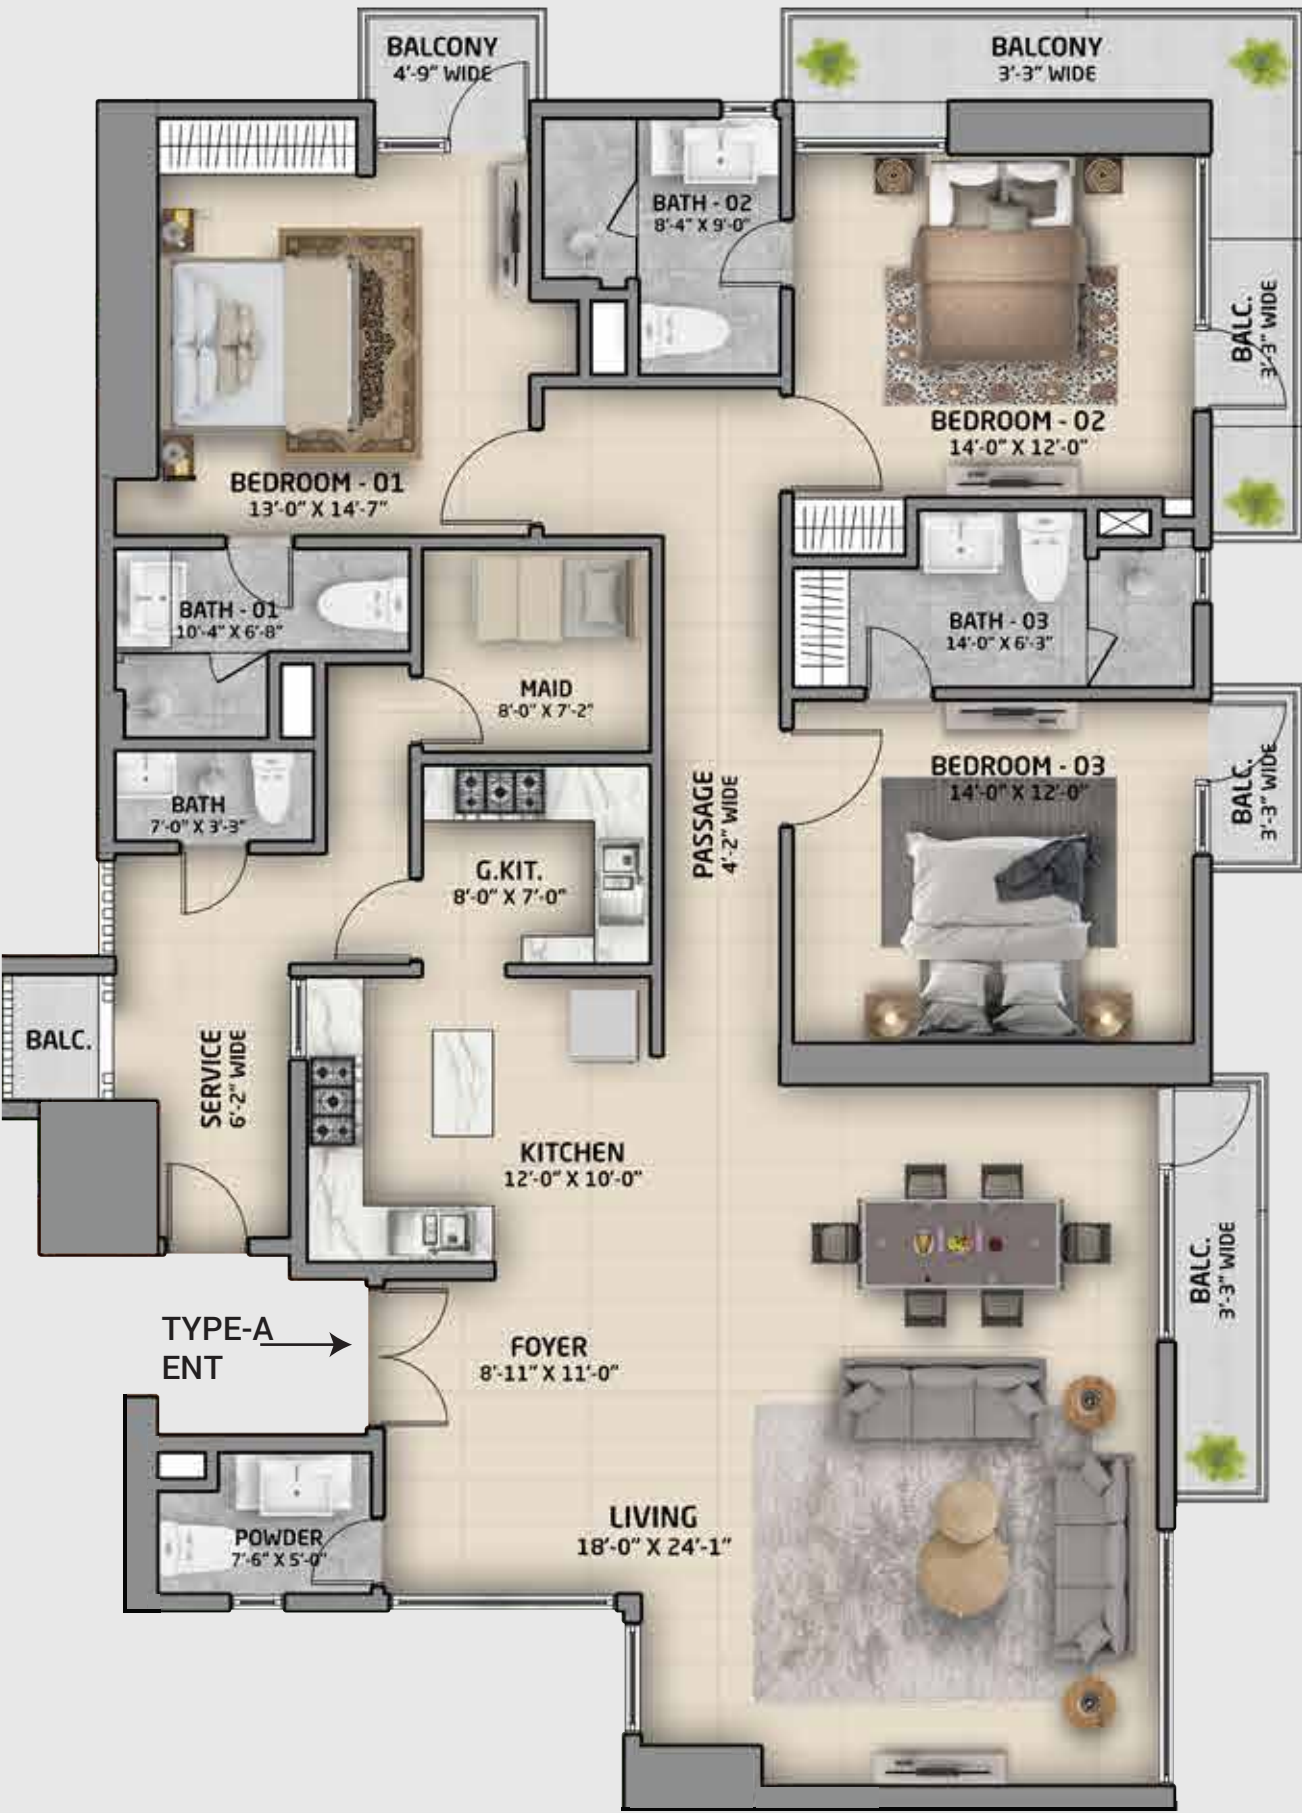 BALCONY
4'-9" WIDE
BALCONY
3'-3" WIDE
BATH - 02
8'-4" X 9'-0"
BALC.
3'-3" WIDE
BEDROOM - 02
14'-0" X 12'-0"
BEDROOM - 01
13'-0" X 14'-7"
BATH - 01
10'-4" X 6'-8"
BATH - 03
14'-0" X 6'-3"
MAID
8'-0" X 7'-2"
BEDROOM - 03
14'-0" X 12'-0"
BALC.
3'-3" WIDE
BATH
7'-0" X 3'-3"
PASSAGE
4'-2" WIDE
G.KIT.
8'-0" X 7'-0"
BALC.
SERVICE
6'-2" WIDE
KITCHEN
12'-0" X 10'-0"
BALC.
3'-3" WIDE
TYPE-A
ENT
FOYER
8'-11" X 11'-0"
LIVING
18'-0" X 24'-1"
POWDER
7'-6" X 5'-0"